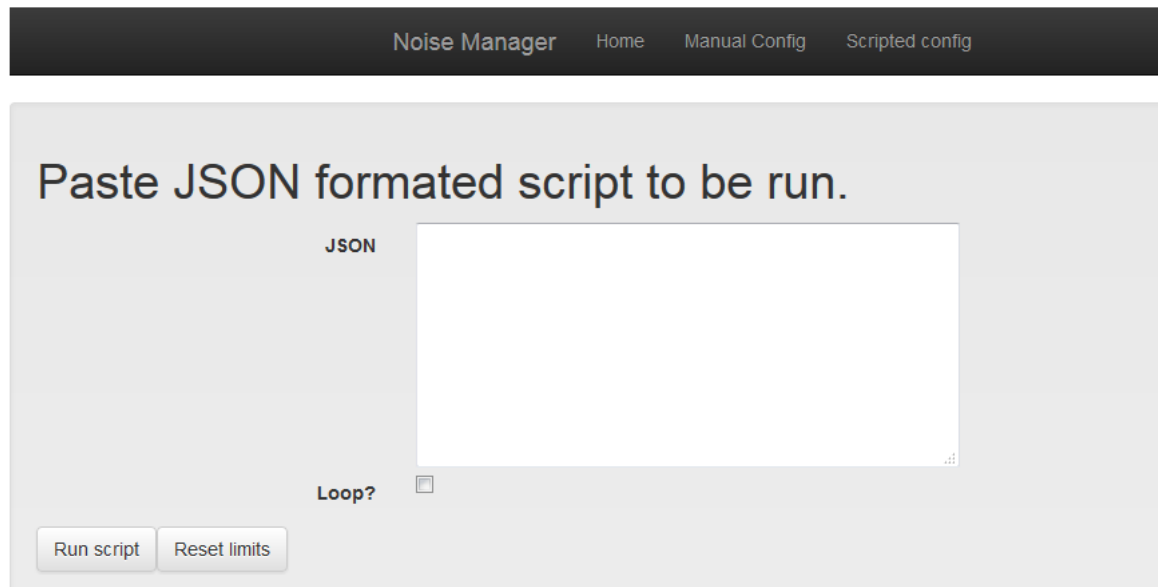 Noise Manager Home Manual Config Scripted config
Paste JSON formated script to be run.
JSON
Loop?
Run script Reset limits